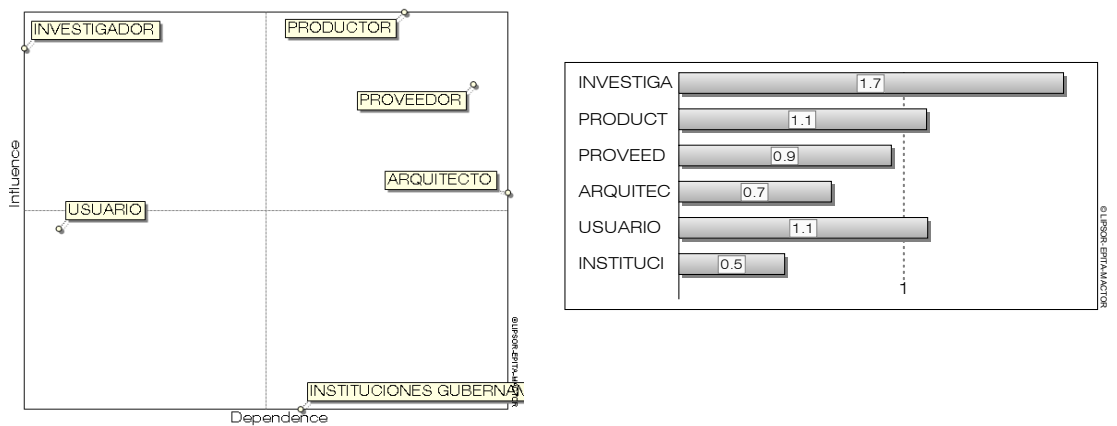 INVESTIGADOR
PRODUCTOR
PROVEEDOR
ARQUITECTO
USUARIO
INSTITUCIONES GUBERNAM
Influence
Dependence
© LIPSOR-EPITA-MACTOR
INVESTIGA 1.7
PRODUCT 1.1
PROVEED 0.9
ARQUITEC 0.7
USUARIO 1.1
INSTITUCI 0.5
1
© LIPSOR-EPITA-MACTOR